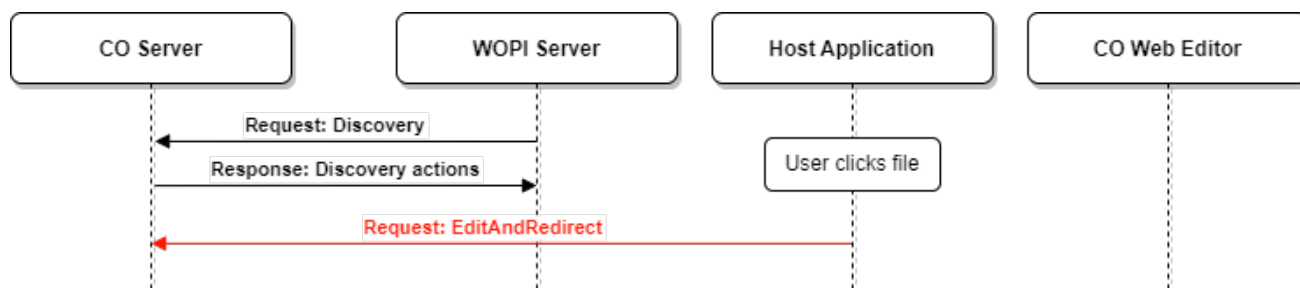 CO Server
WOPI Server
Host Application
CO Web Editor
Request: Discovery
User clicks file
Response: Discovery actions
Request: EditAndRedirect